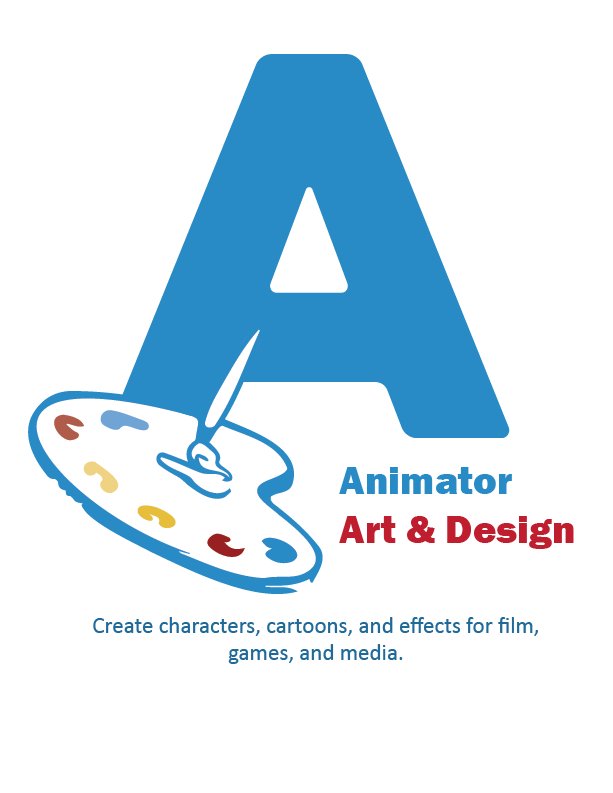 A
Animator
Art & Design
Create characters, cartoons, and effects for film,
games, and media.